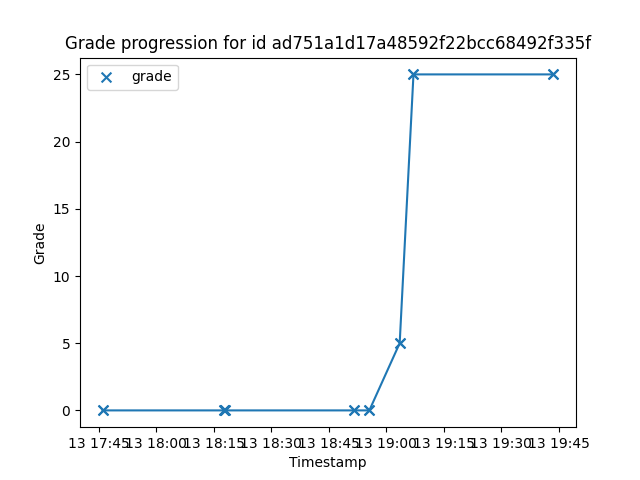 Grade progression for id ad751a1d17a48592f22bcc68492f335f
grade
25
20
15
10
5
0
Grade
13 17:45 13 18:00 13 18:15 13 18:30 13 18:45 13 19:00 13 19:15 13 19:30 13 19:45
Timestamp